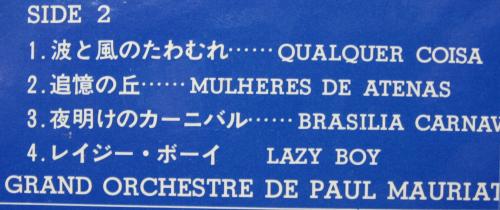 SIDE 2
1.波と風のたわむれ……QUALQUER COISA
2.追憶の丘……MULHERES DE ATENAS
3.夜明けのカーニバル……BRASILIA CARNAV
4.レイジー・ボーイ LAZY BOY
GRAND ORCHESTRE DE PAUL MAURIAT